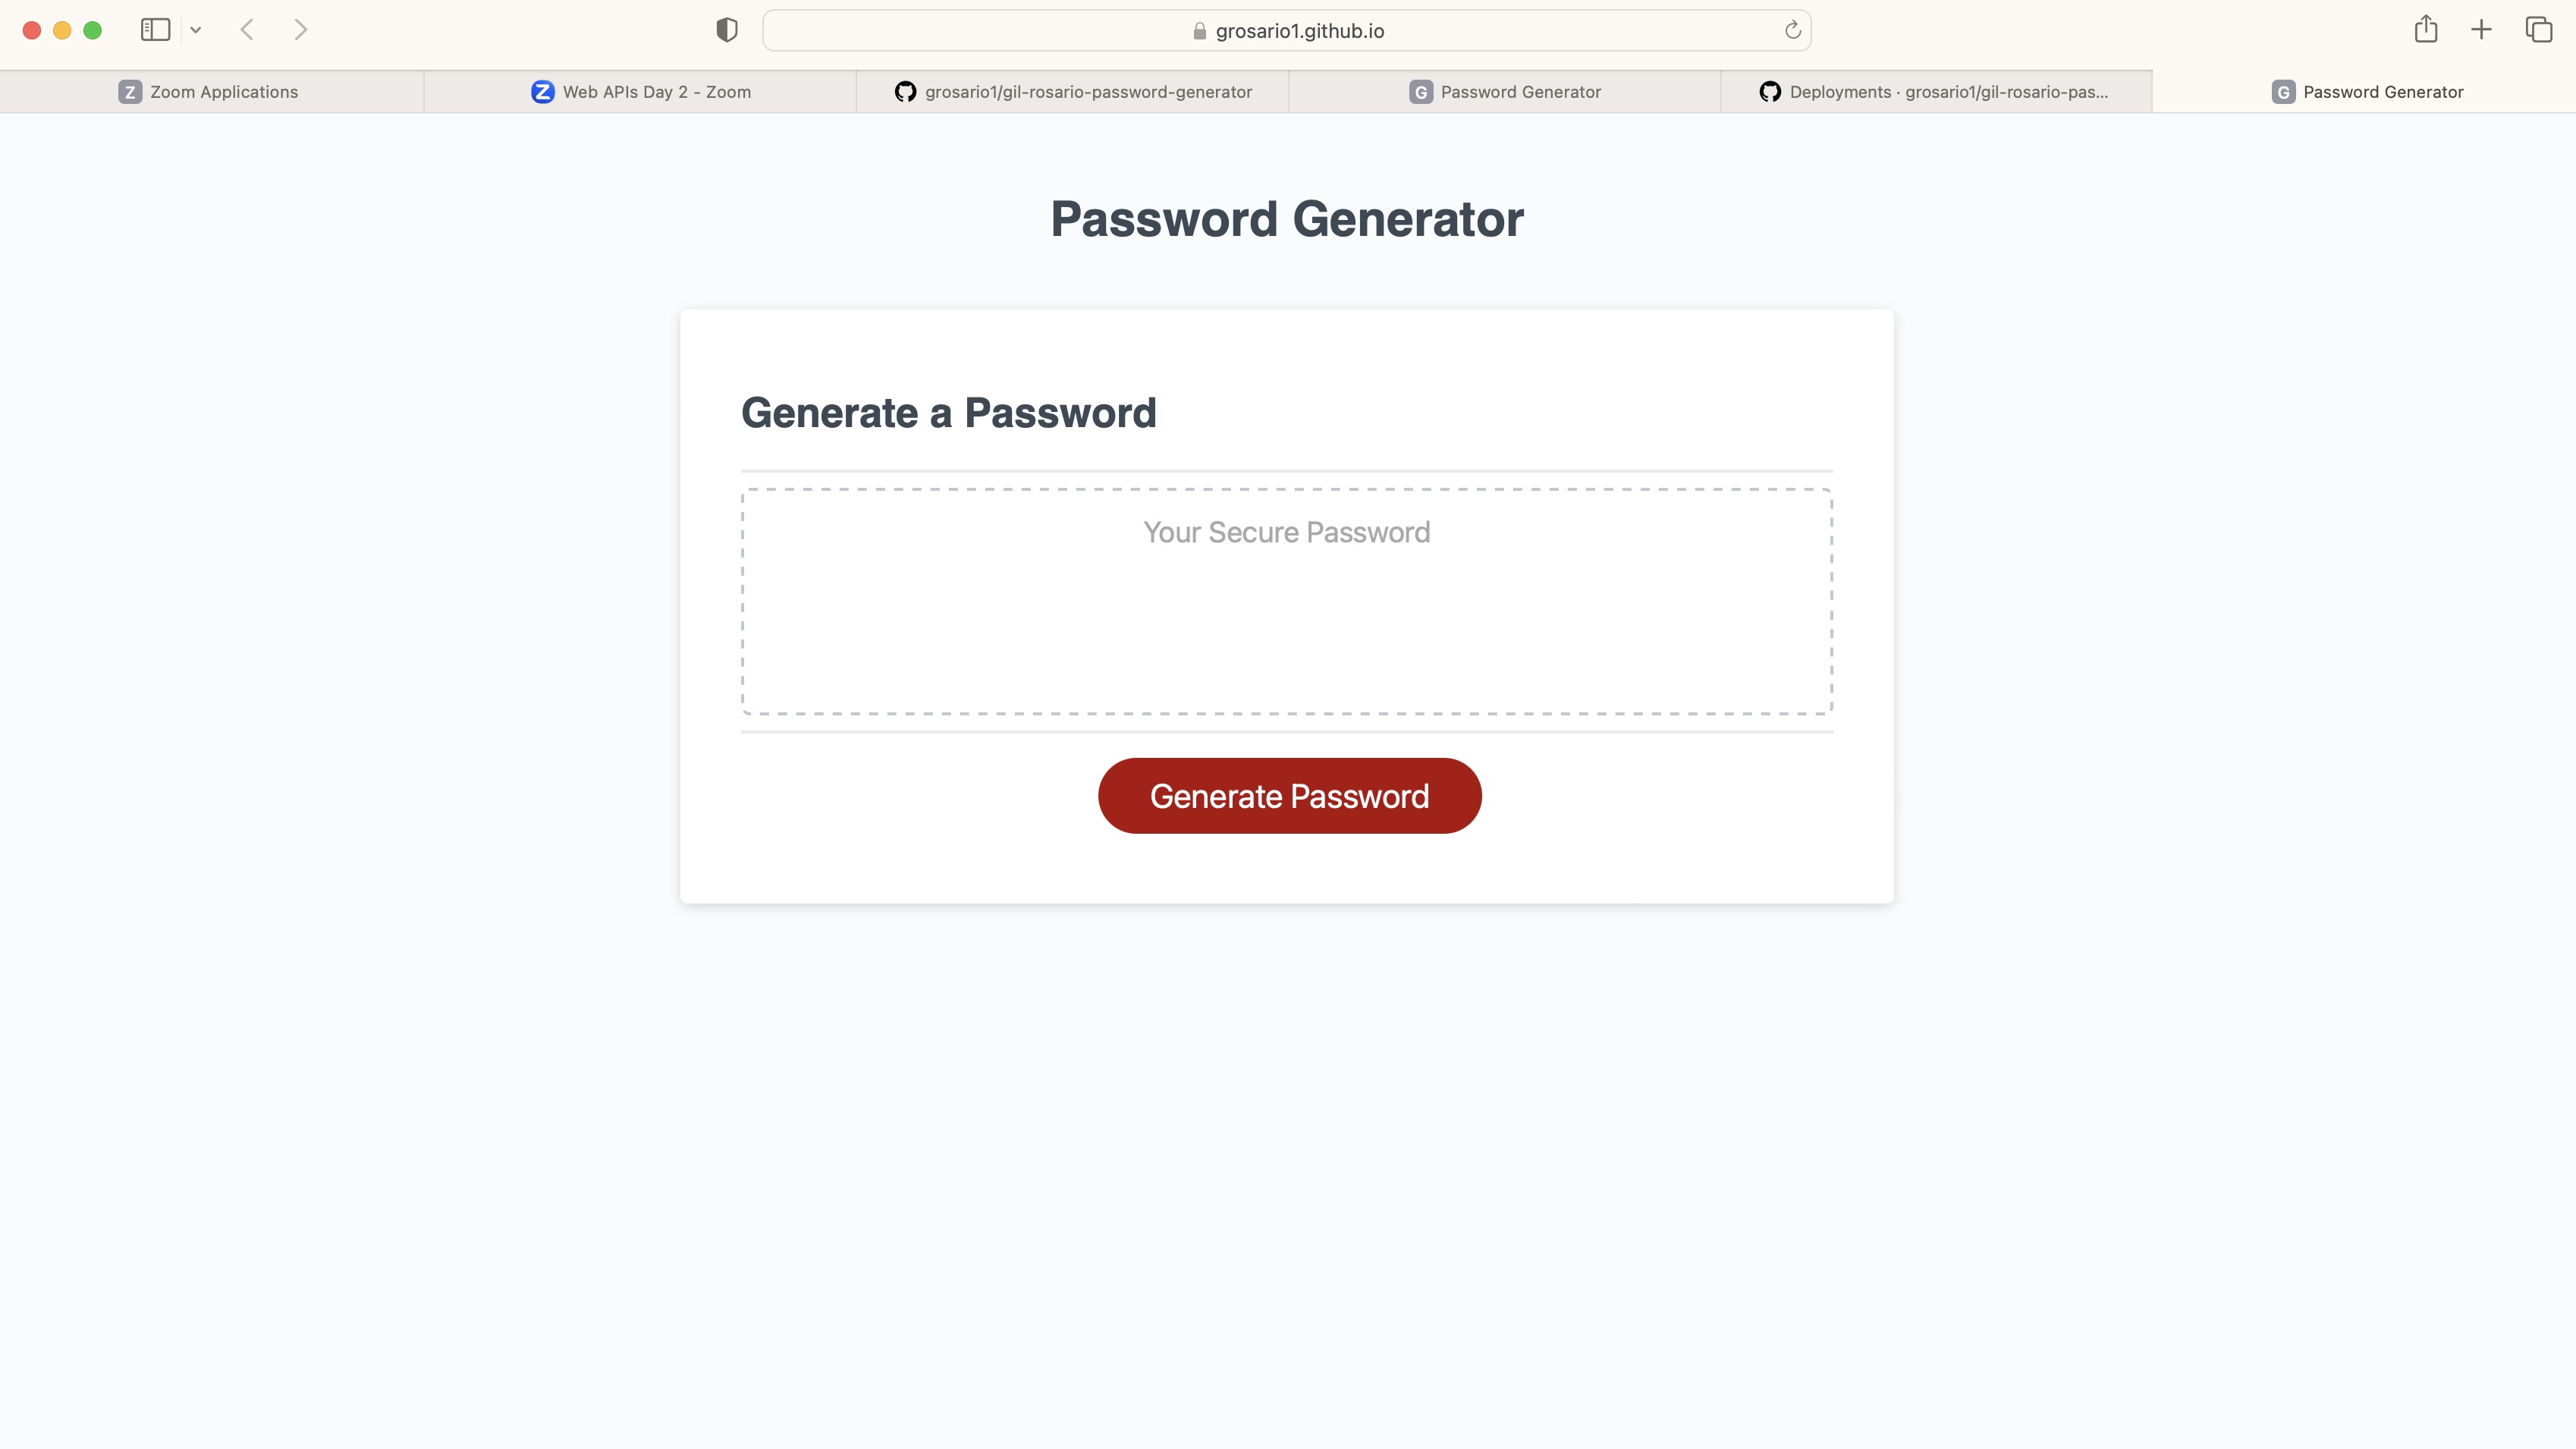 grosario1.github.io
Z Zoom Applications
Z Web APIs Day 2 - Zoom
grosario1/gil-rosario-password-generator
G Password Generator
Deployments · grosario1/gil-rosario-pas...
G Password Generator
Password Generator
Generate a Password
Your Secure Password
Generate Password